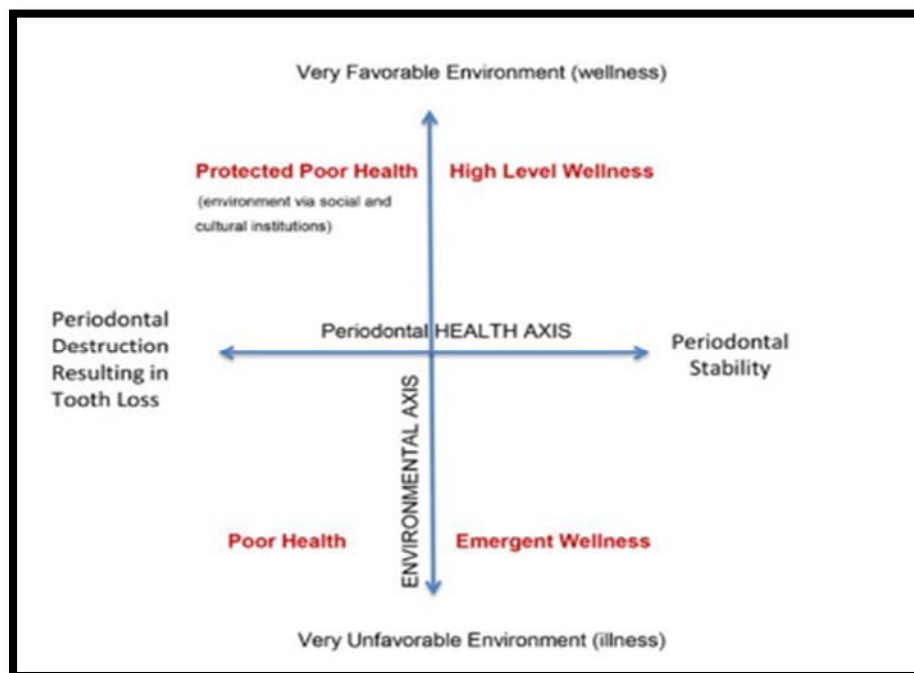 Very Favorable Environment (wellness)
Protected Poor Health
High Level Wellness
(environment via social and
cultural institutions)
Periodontal
Destruction
Resulting in
Tooth Loss
Periodontal HEALTH AXIS
Periodontal
Stability
ENVIRONMENTAL AXIS
Poor Health
Emergent Wellness
Very Unfavorable Environment (illness)